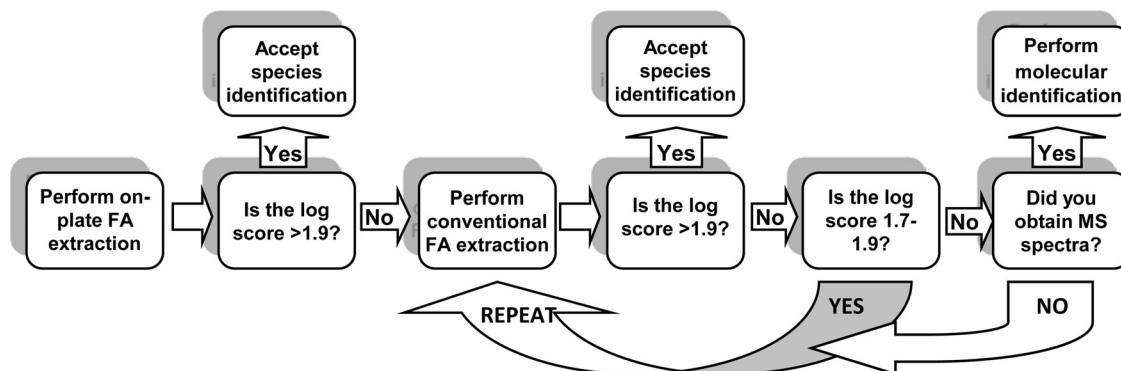 Accept
species
identification
Accept
species
identification
Perform
molecular
identification
Yes
Yes
Yes
Perform on-
plate FA
extraction
Is the log
score >1.9?
No
Perform
conventional
FA extraction
Is the log
score >1.9?
No
Is the log
score 1.7-
1.9?
No
Did you
obtain MS
spectra?
REPEAT
YES
NO